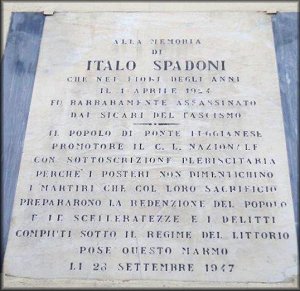 ALLA MEMORIA
DI
ITALO SPADONI
CHE NEI FIORI DEGLI ANNI
IL 1 APRILE 1924
FU BARBARAMENTE ASSASSINATO
DAI SICARI DEL FASCISMO
IL POPOLO DI PONTE BUGGIANESE
PROMOTORE IL C. L. NAZIONALE
CON SOTTOSCRIZIONE PLEBISCITARIA
PERCHÈ I POSTERI NON DIMENTICHINO
I MARTIRI CHE COL LORO SACRIFICIO
PREPARARONO LA REDENZIONE DEL POPOLO
E LE SCELLERATEZZE E I DELITTI
COMPIUTI SOTTO IL REGIME DEL LITTORIO
POSE QUESTO MARMO
LI 28 SETTEMBRE 1947